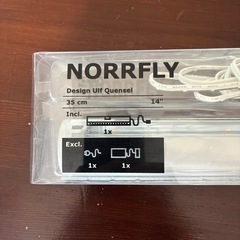 NORRFLY
Design Ulf Quensel
35 cm 14"
Incl.
1x
Excl.
1x 1x